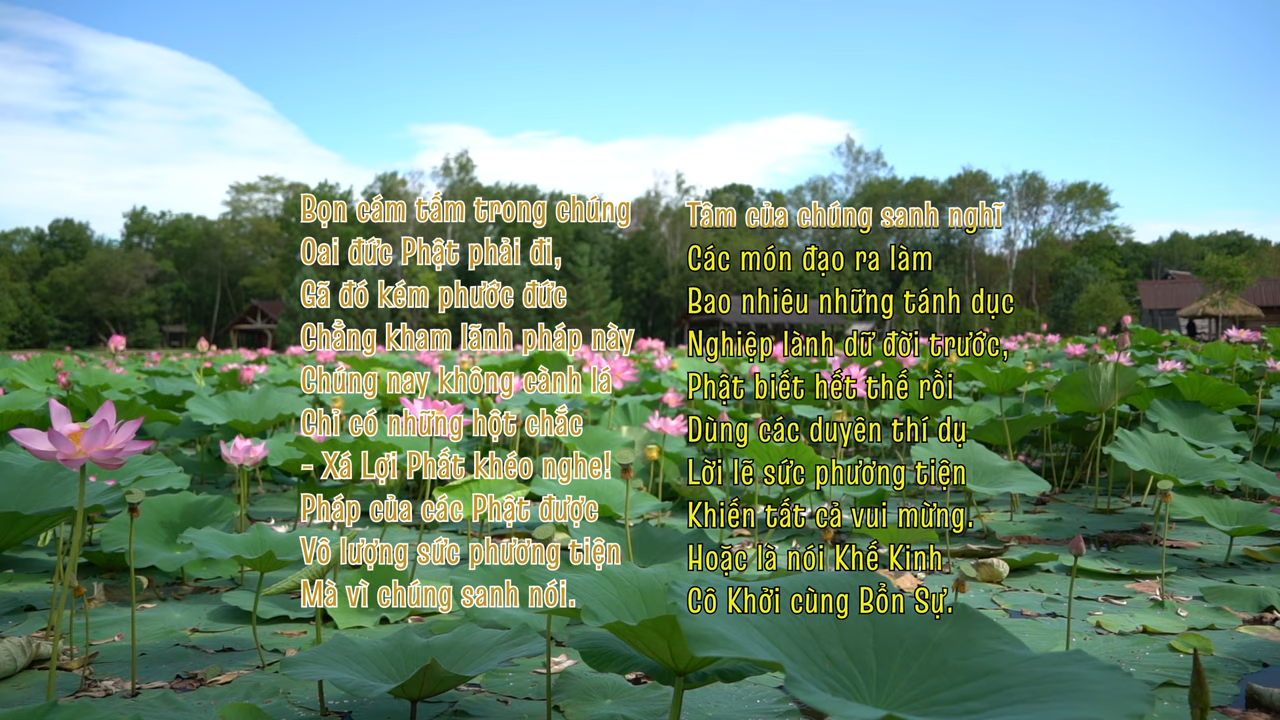 Bọn cám tấm trong chúng
Oai đức Phật phải đi,
Gã đó kém phước đức
Chẳng kham lãnh pháp này
Chúng nay không cành lá
Chỉ có những hột chắc
- Xá Lợi Phất khéo nghe!
Pháp của các Phật được
Vô lượng sức phương tiện
Mà vì chúng sanh nói.
Tâm của chúng sanh nghĩ
Các món đạo ra làm
Bao nhiêu những tánh dục
Nghiệp lành dữ đời trước,
Phật biết hết thế rồi
Dùng các duyên thí dụ
Lời lẽ sức phương tiện
Khiến tất cả vui mừng.
Hoặc là nói Khế Kinh
Cô Khởi cùng Bổn Sự.